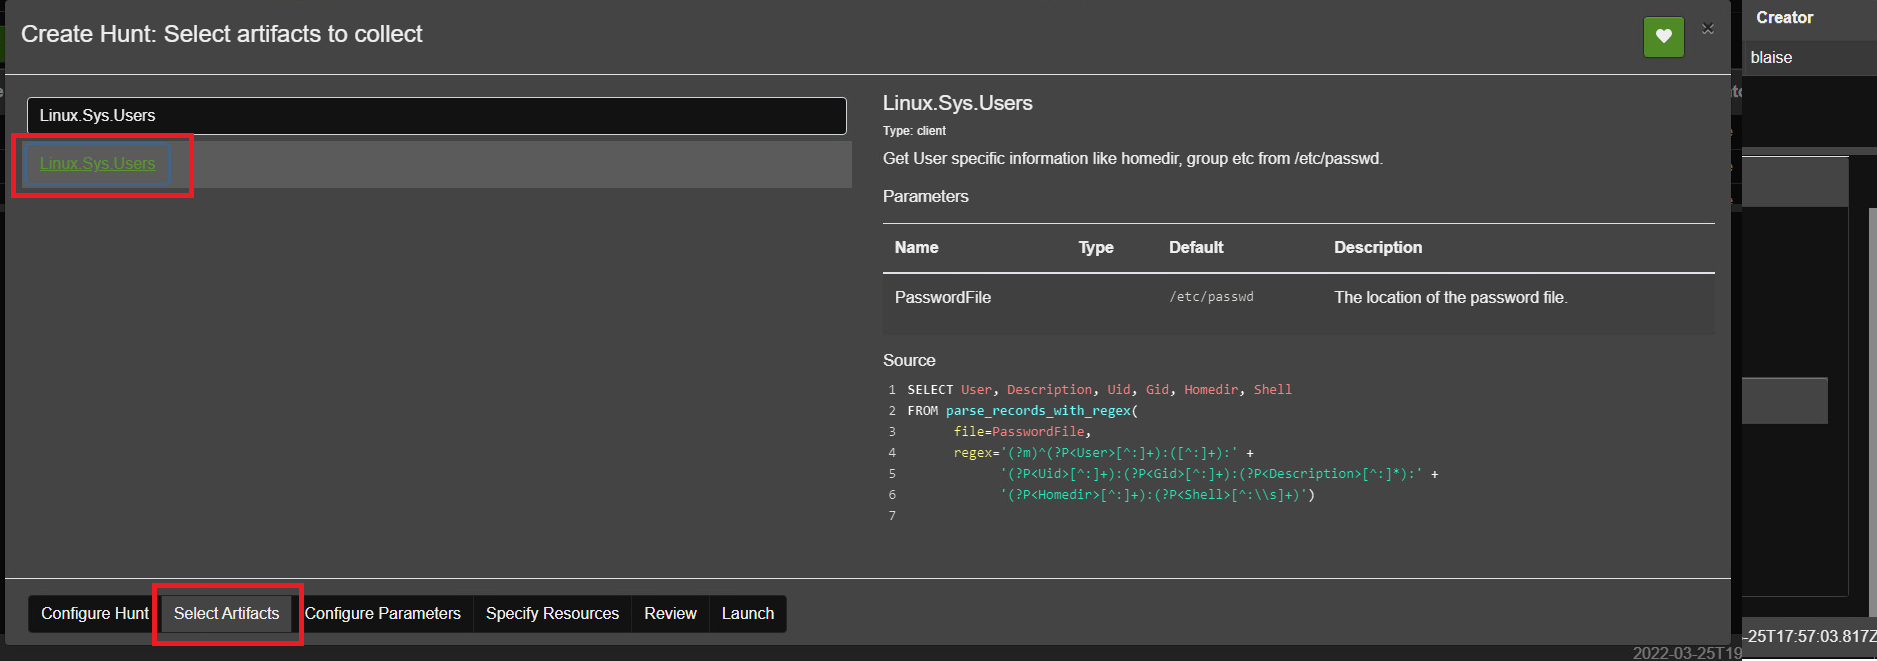 Create Hunt: Select artifacts to collect
Creator
blaise
Linux.Sys.Users
Linux.Sys.Users
Linux.Sys.Users
Type: client
Get User specific information like homedir, group etc from /etc/passwd.
Parameters
Name Type Default Description
PasswordFile /etc/passwd The location of the password file.
Source
1 SELECT User, Description, Uid, Gid, Homedir, Shell
2 FROM parse_records_with_regex(
3 file=PasswordFile,
4 regex='(?m)^(?P<User>[^:]+):([^:]+):' +
5 '(?P<Uid>[^:]+):(?P<Gid>[^:]+):(?P<Description>[^:]*):' +
6 '(?P<Homedir>[^:]+):(?P<Shell>[^:\\s]+)')
7
Configure Hunt Select Artifacts Configure Parameters Specify Resources Review Launch
-25T17:57:03.817Z
2022-03-25T19